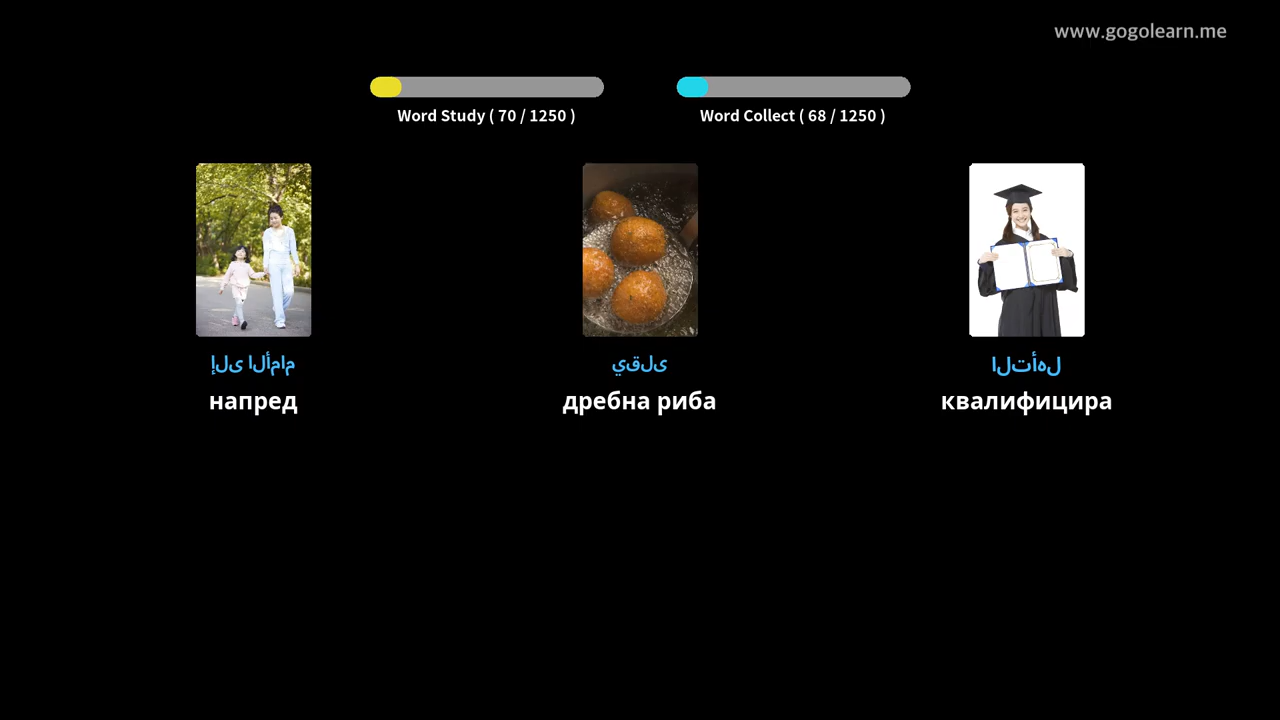 www.gogolearn.me
Word Study ( 70 / 1250 )
Word Collect ( 68 / 1250 )
إلى الأمام
напред
يقلى
дребна риба
التأهل
квалифицира